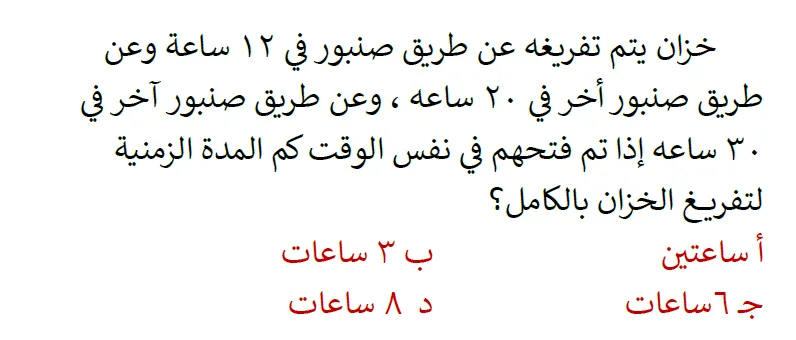 خزان يتم تفريغه عن طريق صنبور في ١٢ ساعة وعن
طريق صنبور أخر في ٢٠ ساعه ، وعن طريق صنبور آخر في
٣٠ ساعه إذا تم فتحهم في نفس الوقت كم المدة الزمنية
لتفريغ الخزان بالكامل؟
أ ساعتين ب ٣ ساعات
جـ ٦ساعات د ٨ ساعات